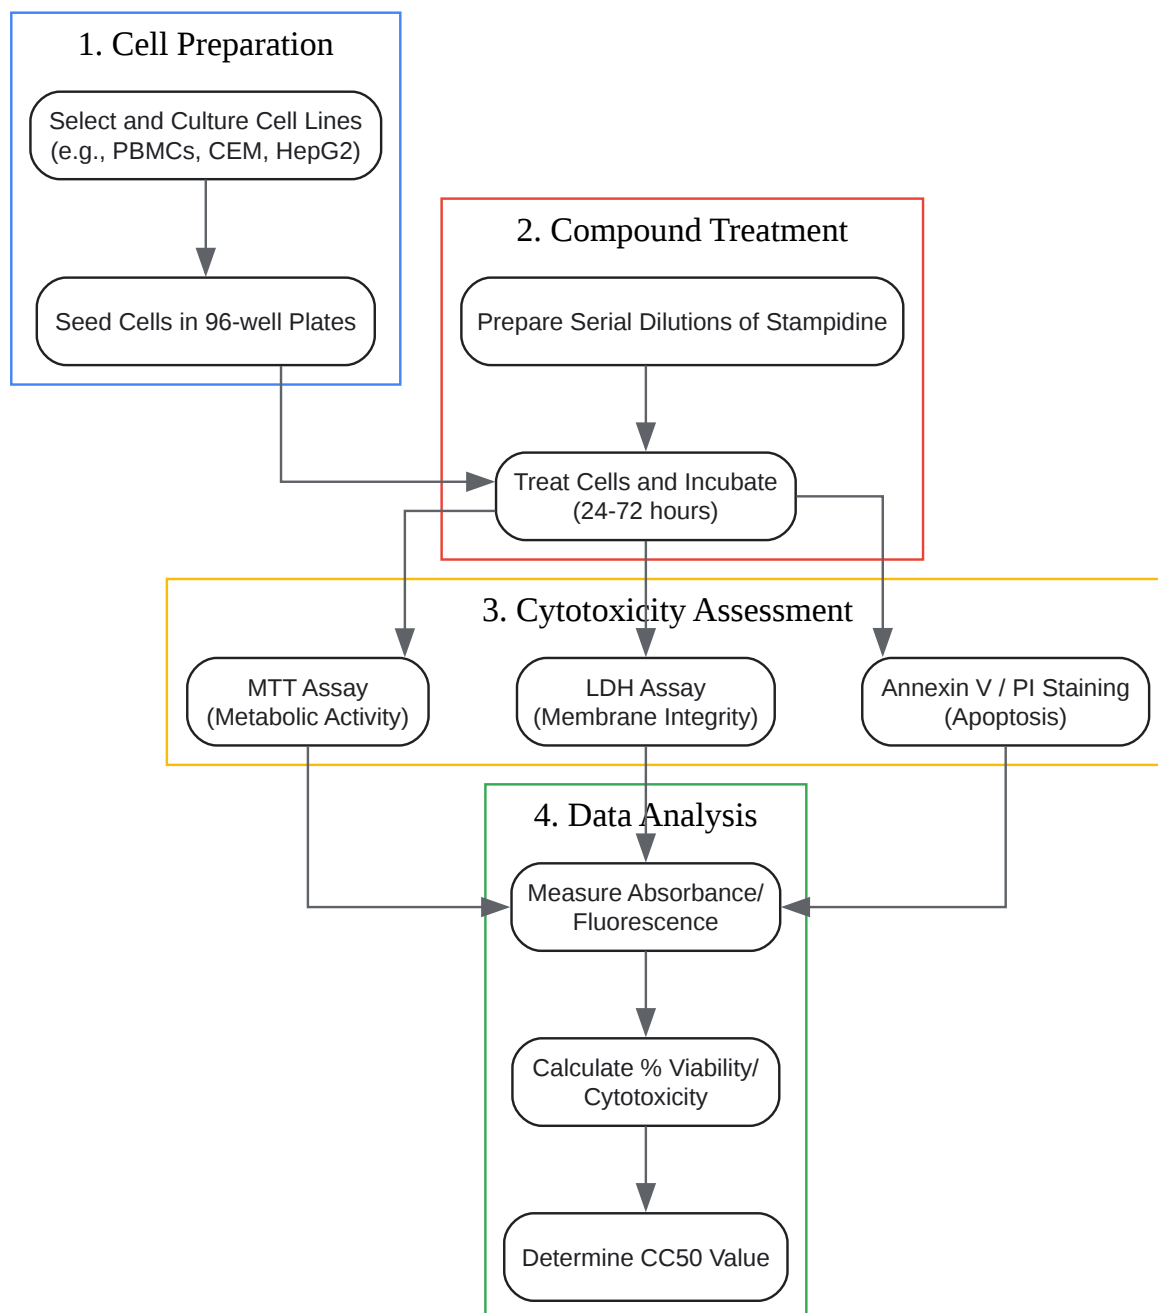 1. Cell Preparation
Select and Culture Cell Lines
(e.g., PBMCs, CEM, HepG2)
Seed Cells in 96-well Plates
2. Compound Treatment
Prepare Serial Dilutions of Stampidine
Treat Cells and Incubate
(24-72 hours)
3. Cytotoxicity Assessment
MTT Assay
(Metabolic Activity)
LDH Assay
(Membrane Integrity)
Annexin V / PI Staining
(Apoptosis)
4. Data Analysis
Measure Absorbance/
Fluorescence
Calculate % Viability/
Cytotoxicity
Determine CC50 Value